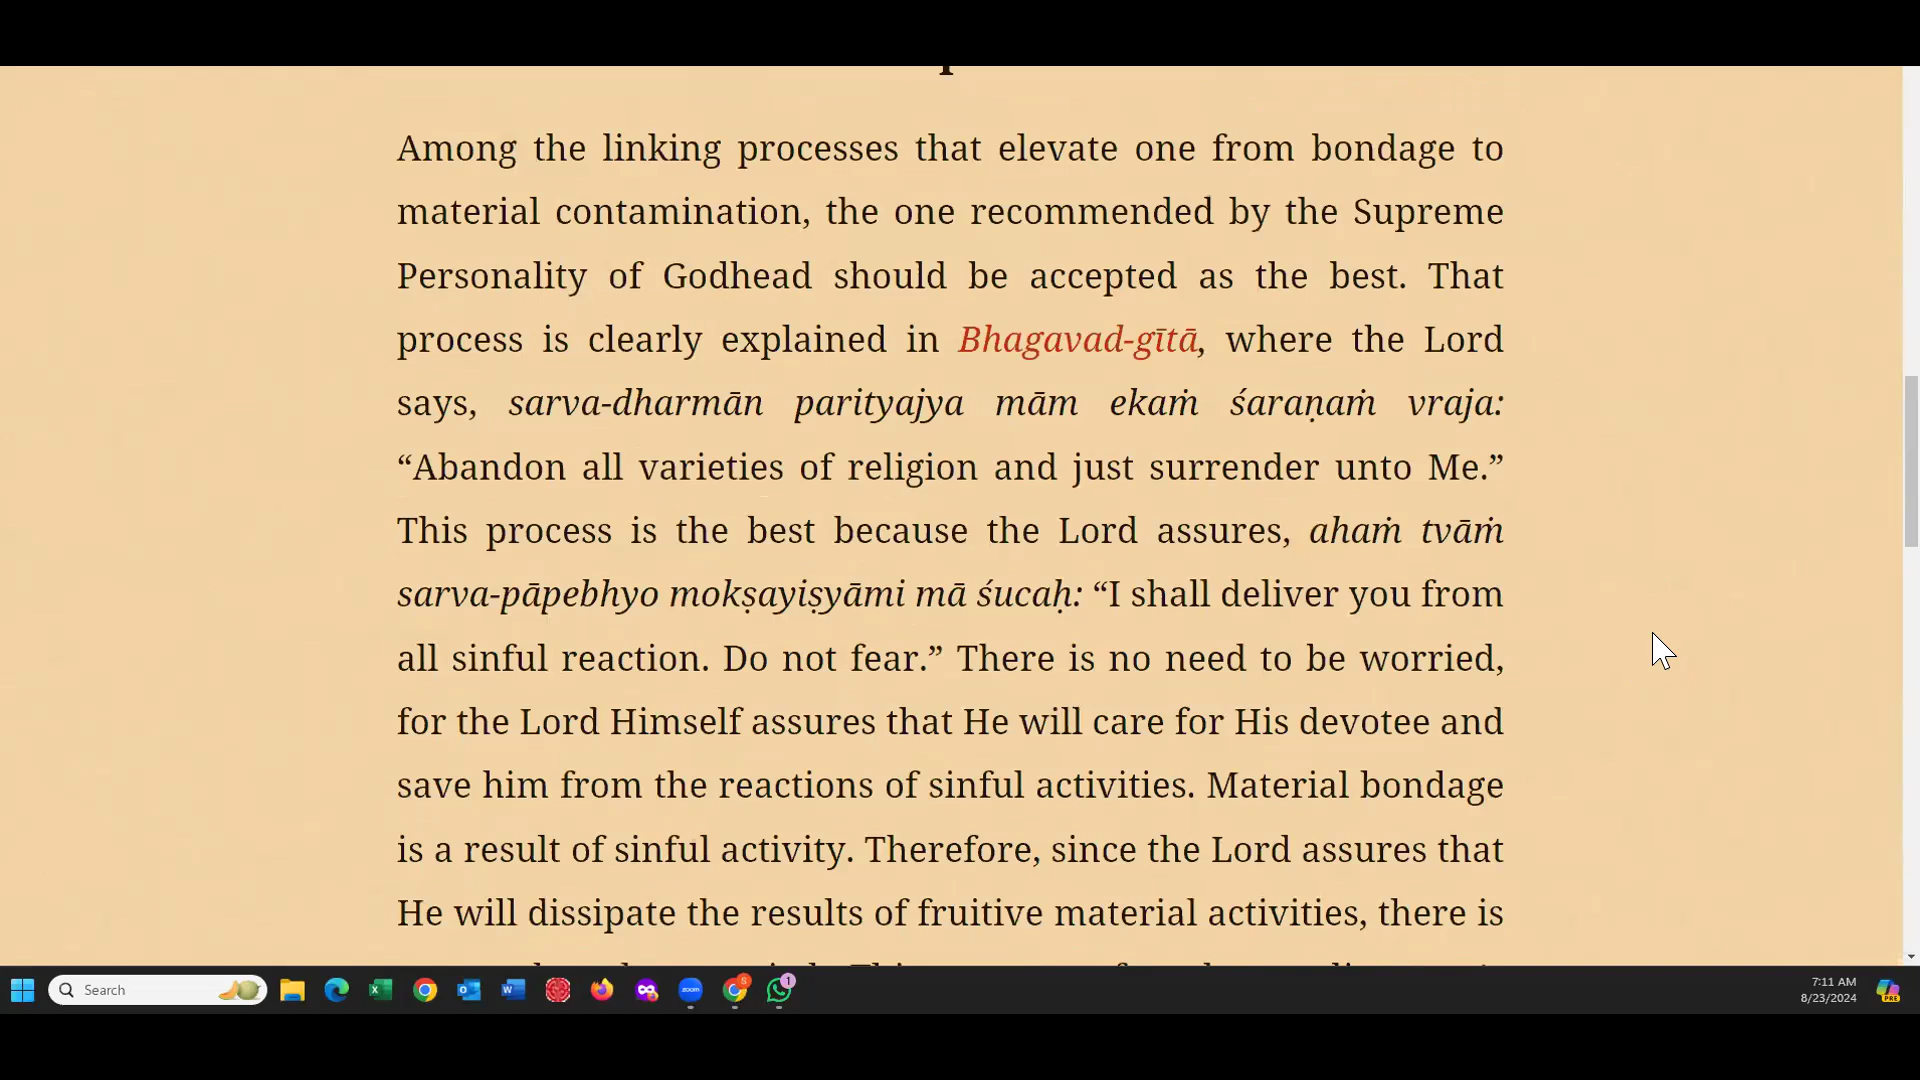 Among the linking processes that elevate one from bondage to
material contamination, the one recommended by the Supreme
Personality of Godhead should be accepted as the best. That
process is clearly explained in Bhagavad-gītā, where the Lord
says, sarva-dharmān parityajya mām ekaṁ śaraṇaṁ vraja:
“Abandon all varieties of religion and just surrender unto Me.”
This process is the best because the Lord assures, ahaṁ tvāṁ
sarva-pāpebhyo mokṣayiṣyāmi mā śucaḥ: “I shall deliver you from
all sinful reaction. Do not fear.” There is no need to be worried,
for the Lord Himself assures that He will care for His devotee and
save him from the reactions of sinful activities. Material bondage
is a result of sinful activity. Therefore, since the Lord assures that
He will dissipate the results of fruitive material activities, there is
Search
zoom
S
1
7:11 AM
8/23/2024
PRE